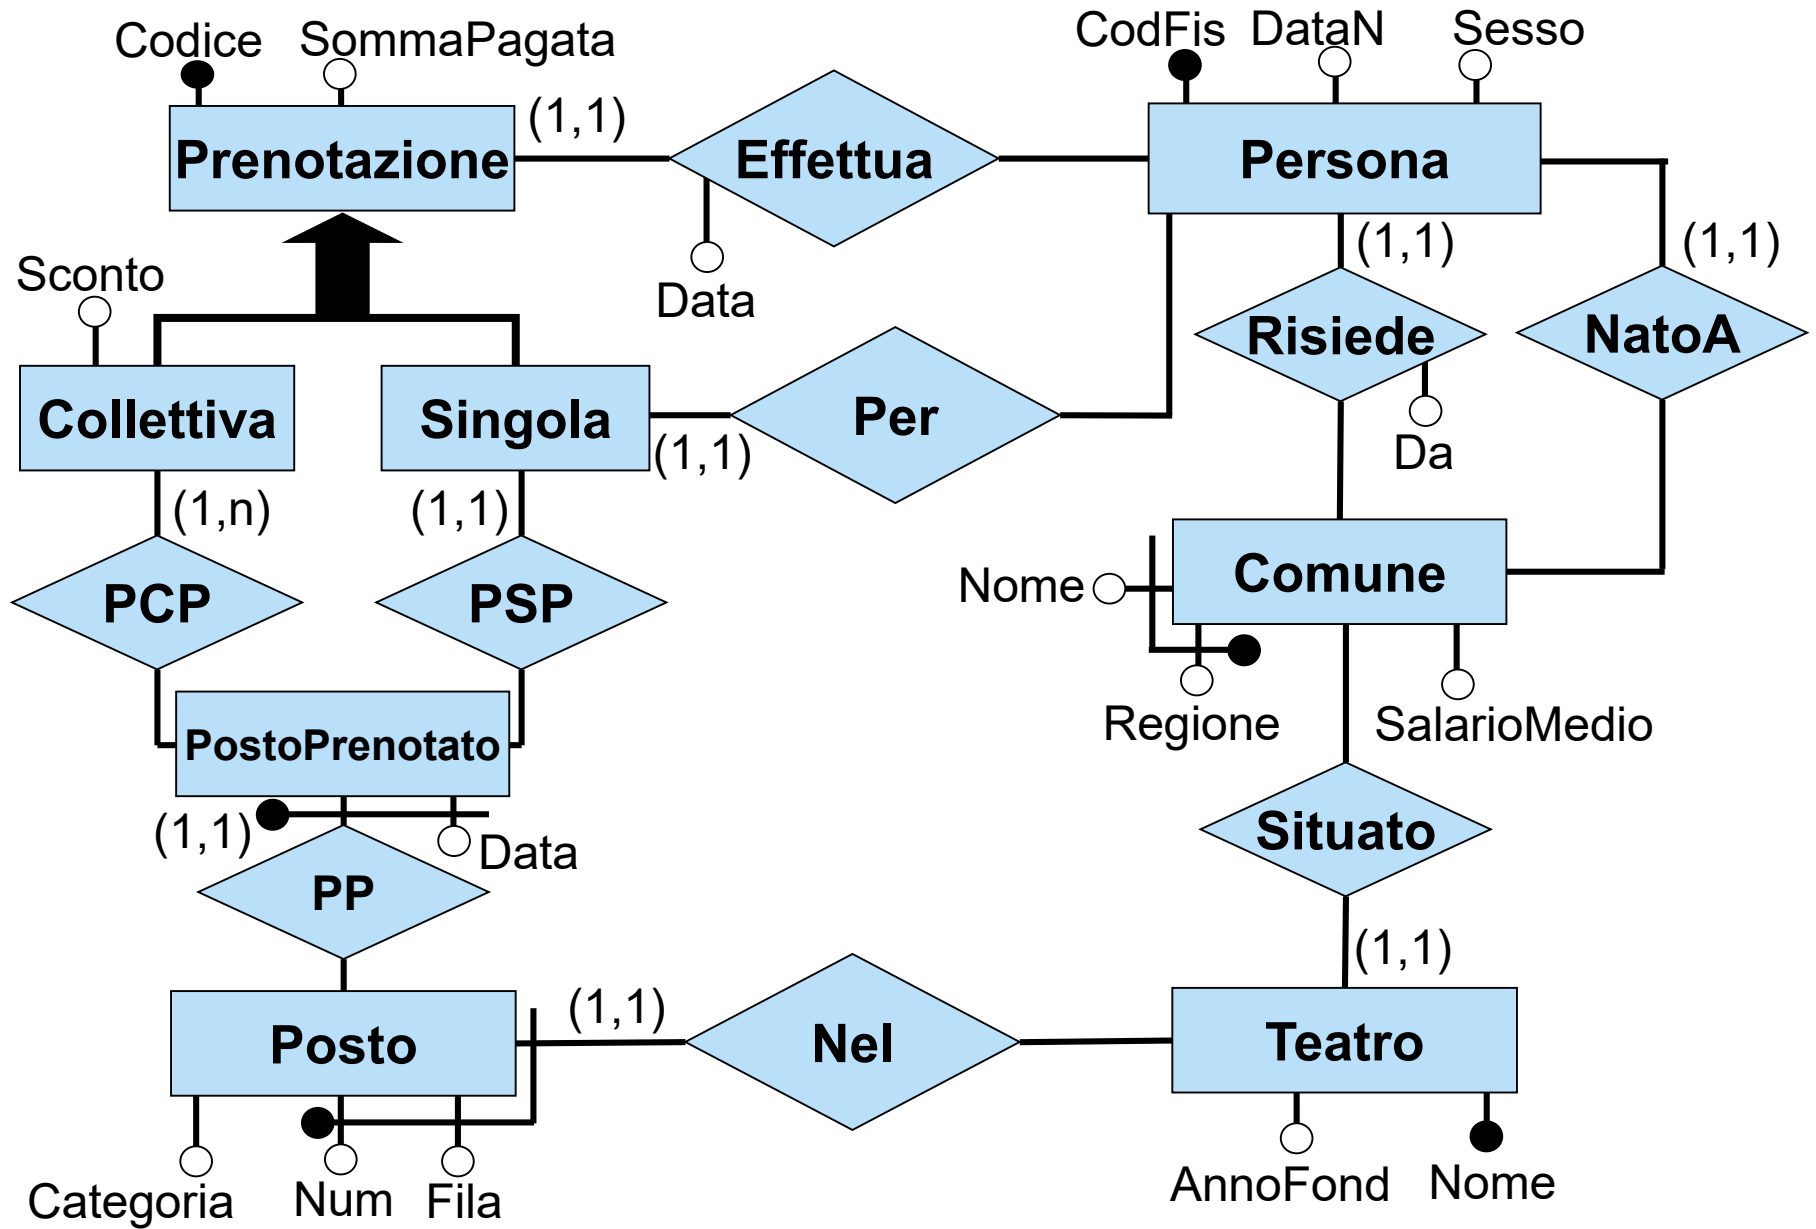 Codice
SommaPagata
CodFis
DataN
Sesso
(1,1)
Prenotazione
Effettua
Persona
(1,1)
(1,1)
Sconto
Data
Risiede
NatoA
Collettiva
Singola
Per
(1,1)
Da
(1,n)
(1,1)
Nome
Comune
PCP
PSP
Regione
SalarioMedio
PostoPrenotato
(1,1)
Data
Situato
PP
(1,1)
(1,1)
Posto
Nel
Teatro
Categoria
Num
Fila
AnnoFond
Nome